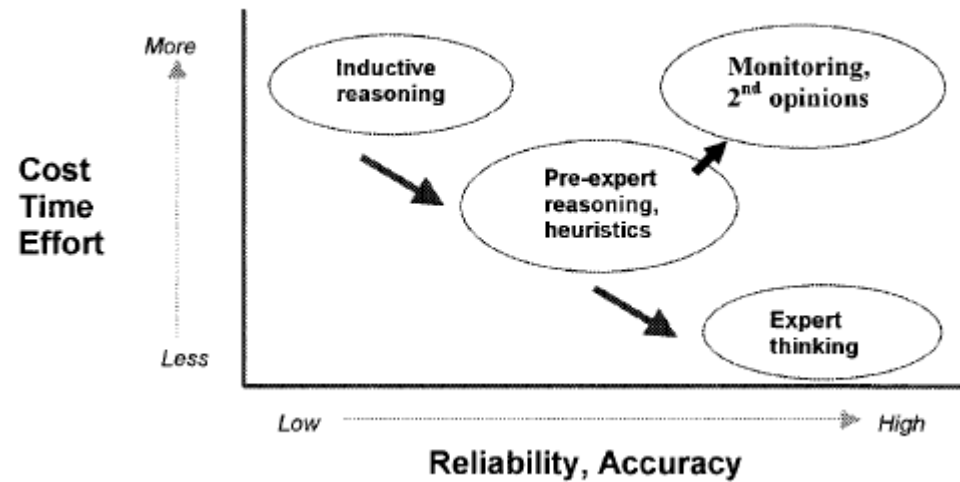 More
Inductive
reasoning
Monitoring,
2nd opinions
Cost
Time
Effort
Pre-expert
reasoning,
heuristics
Expert
thinking
Less
Low
High
Reliability, Accuracy